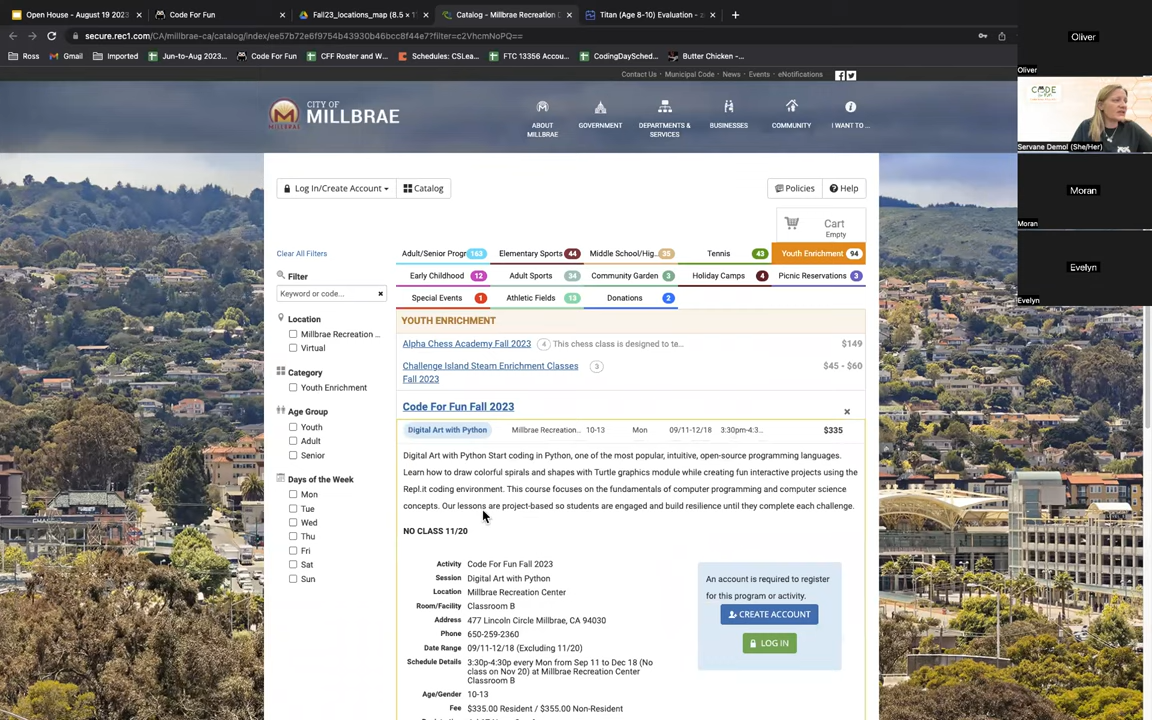 Open House - August 19 2023
Code For Fun
Fall23_locations_map (8.5 × 11
Catalog - Millbrae Recreation D
Titan (Age 8-10) Evaluation - z
secure.rec1.com/CA/millbrae-ca/catalog/index/ee57b72e6f9754b43930b46bcc8f44e7?filter=c2VhcmNoPQ==
Ross
Gmail
Imported
Jun-to-Aug 2023...
Code For Fun
CFF Roster and W...
Schedules: CSLea...
FTC 13356 Accou...
CodingDaySched...
Butter Chicken –...
Contact Us · Municipal Code · News · Events · eNotifications
CITY OF
MILLBRAE
ABOUT
MILLBRAE
GOVERNMENT
DEPARTMENTS &
SERVICES
BUSINESSES
COMMUNITY
I WANT TO ...
Log In/Create Account
Catalog
Policies
Help
Cart
Empty
Clear All Filters
Adult/Senior Progr 163
Elementary Sports 44
Middle School/Hig... 35
Tennis 43
Youth Enrichment 94
Early Childhood 12
Adult Sports 34
Community Garden 3
Holiday Camps 4
Picnic Reservations 3
Special Events 1
Athletic Fields 13
Donations 2
Filter
Keyword or code...
Location
Millbrae Recreation ...
Virtual
Category
Youth Enrichment
Age Group
Youth
Adult
Senior
Days of the Week
Mon
Tue
Wed
Thu
Fri
Sat
Sun
YOUTH ENRICHMENT
Alpha Chess Academy Fall 2023 4 This chess class is designed to te... $149
Challenge Island Steam Enrichment Classes 3 $45 - $60
Fall 2023
Code For Fun Fall 2023
Digital Art with Python Millbrae Recreation... 10-13 Mon 09/11-12/18 3:30pm-4:3... $335
Digital Art with Python Start coding in Python, one of the most popular, intuitive, open-source programming languages.
Learn how to draw colorful spirals and shapes with Turtle graphics module while creating fun interactive projects using the
Repl.it coding environment. This course focuses on the fundamentals of computer programming and computer science
concepts. Our lessons are project-based so students are engaged and build resilience until they complete each challenge.
NO CLASS 11/20
Activity Code For Fun Fall 2023
Session Digital Art with Python
Location Millbrae Recreation Center
Room/Facility Classroom B
Address 477 Lincoln Circle Millbrae, CA 94030
Phone 650-259-2360
Date Range 09/11-12/18 (Excluding 11/20)
Schedule Details 3:30p-4:30p every Mon from Sep 11 to Dec 18 (No
class on Nov 20) at Millbrae Recreation Center
Classroom B
Age/Gender 10-13
Fee $335.00 Resident / $355.00 Non-Resident
An account is required to register
for this program or activity.
CREATE ACCOUNT
LOG IN
Oliver
Oliver
CODE
Servane Demol (She/Her)
Moran
Moran
Evelyn
Evelyn